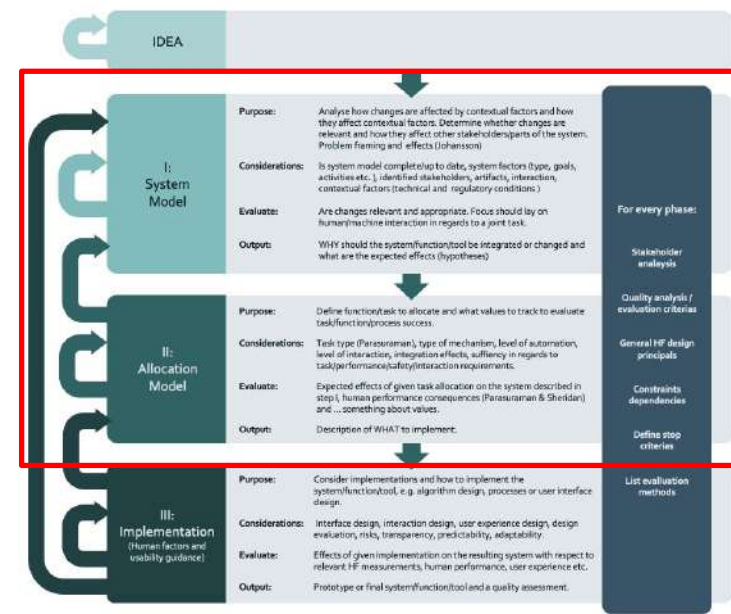 IDEA
I:
System
Model
Purpose: Analyse how changes are affected by contextual factors and how
they affect contextual factors. Determine whether changes are
relevant and how they affect other stakeholders/parts of the system.
Problem framing and effects (Johansson)
Considerations: Is system model complete/up to date, system factors (type, goals,
activities etc. ), identified stakeholders, artifacts, interaction,
contextual factors (technical and regulatory conditions )
Evaluate: Are changes relevant and appropriate. Focus should lay on
human/machine interaction in regards to a joint task.
Output: WHY should the system/function/tool be integrated or changed and
what are the expected effects (hypotheses)
II:
Allocation
Model
Purpose: Define function/task to allocate and what values to track to evaluate
task/function/process success.
Considerations: Task type (Parasuraman), type of mechanism, level of automation,
level of interaction, integration effects, suffiency in regards to
task/performance/safety/interaction requirements.
Evaluate: Expected effects of given task allocation on the system described in
step I, human performance consequences (Parasuraman & Sheridan)
and ... something about values.
Output: Description of WHAT to implement.
III:
Implementation
(Human factors and
usability guidance)
Purpose: Consider implementations and how to implement the
system/function/tool, e.g. algorithm design, processes or user interface
design.
Considerations: Interface design, interaction design, user experience design, design
evaluation, risks, transparency, predictability, adaptability.
Evaluate: Effects of given implementation on the resulting system with respect to
relevant HF measurements, human performance, user experience etc.
Output: Prototype or final system/function/tool and a quality assessment.
For every phase:
Stakeholder
analaysis
Quality analysis /
evaluation criterias
General HF design
principals
Constraints
dependencies
Define stop
criterias
List evaluation
methods